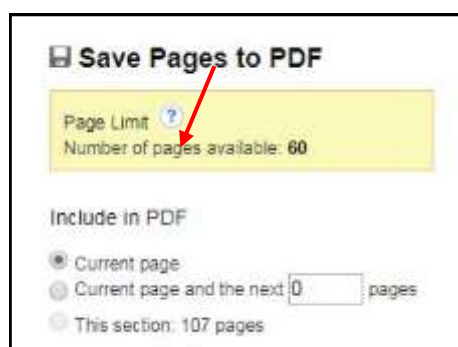 Save Pages to PDF
Page Limit ?
Number of pages available: 60
Include in PDF
Current page
Current page and the next 0 pages
This section: 107 pages